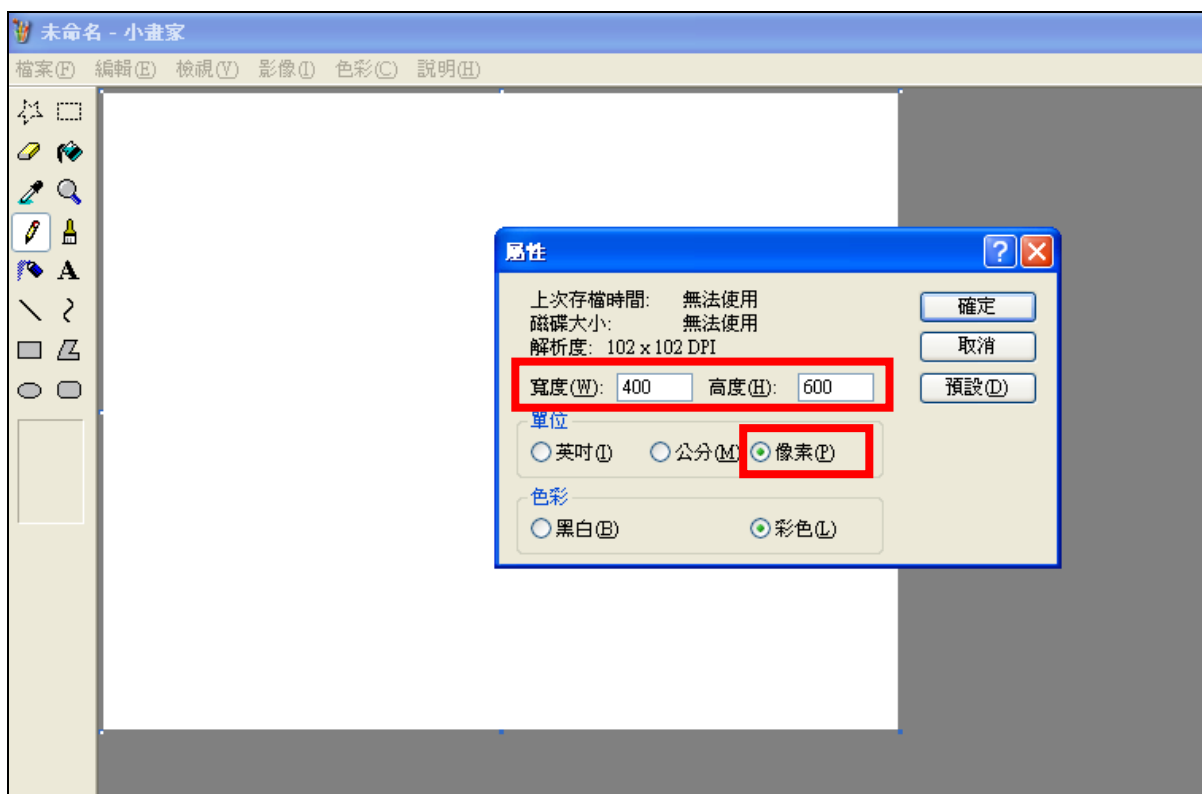 未命名 - 小畫家
檔案(F) 編輯(E) 檢視(V) 影像(I) 色彩(C) 說明(H)
A
屬性
上次存檔時間: 無法使用
磁碟大小: 無法使用
解析度: 102 x 102 DPI
寬度(W): 400 高度(H): 600
單位
英吋(I) 公分(M) 像素(P)
色彩
黑白(B) 彩色(L)
確定
取消
預設(D)